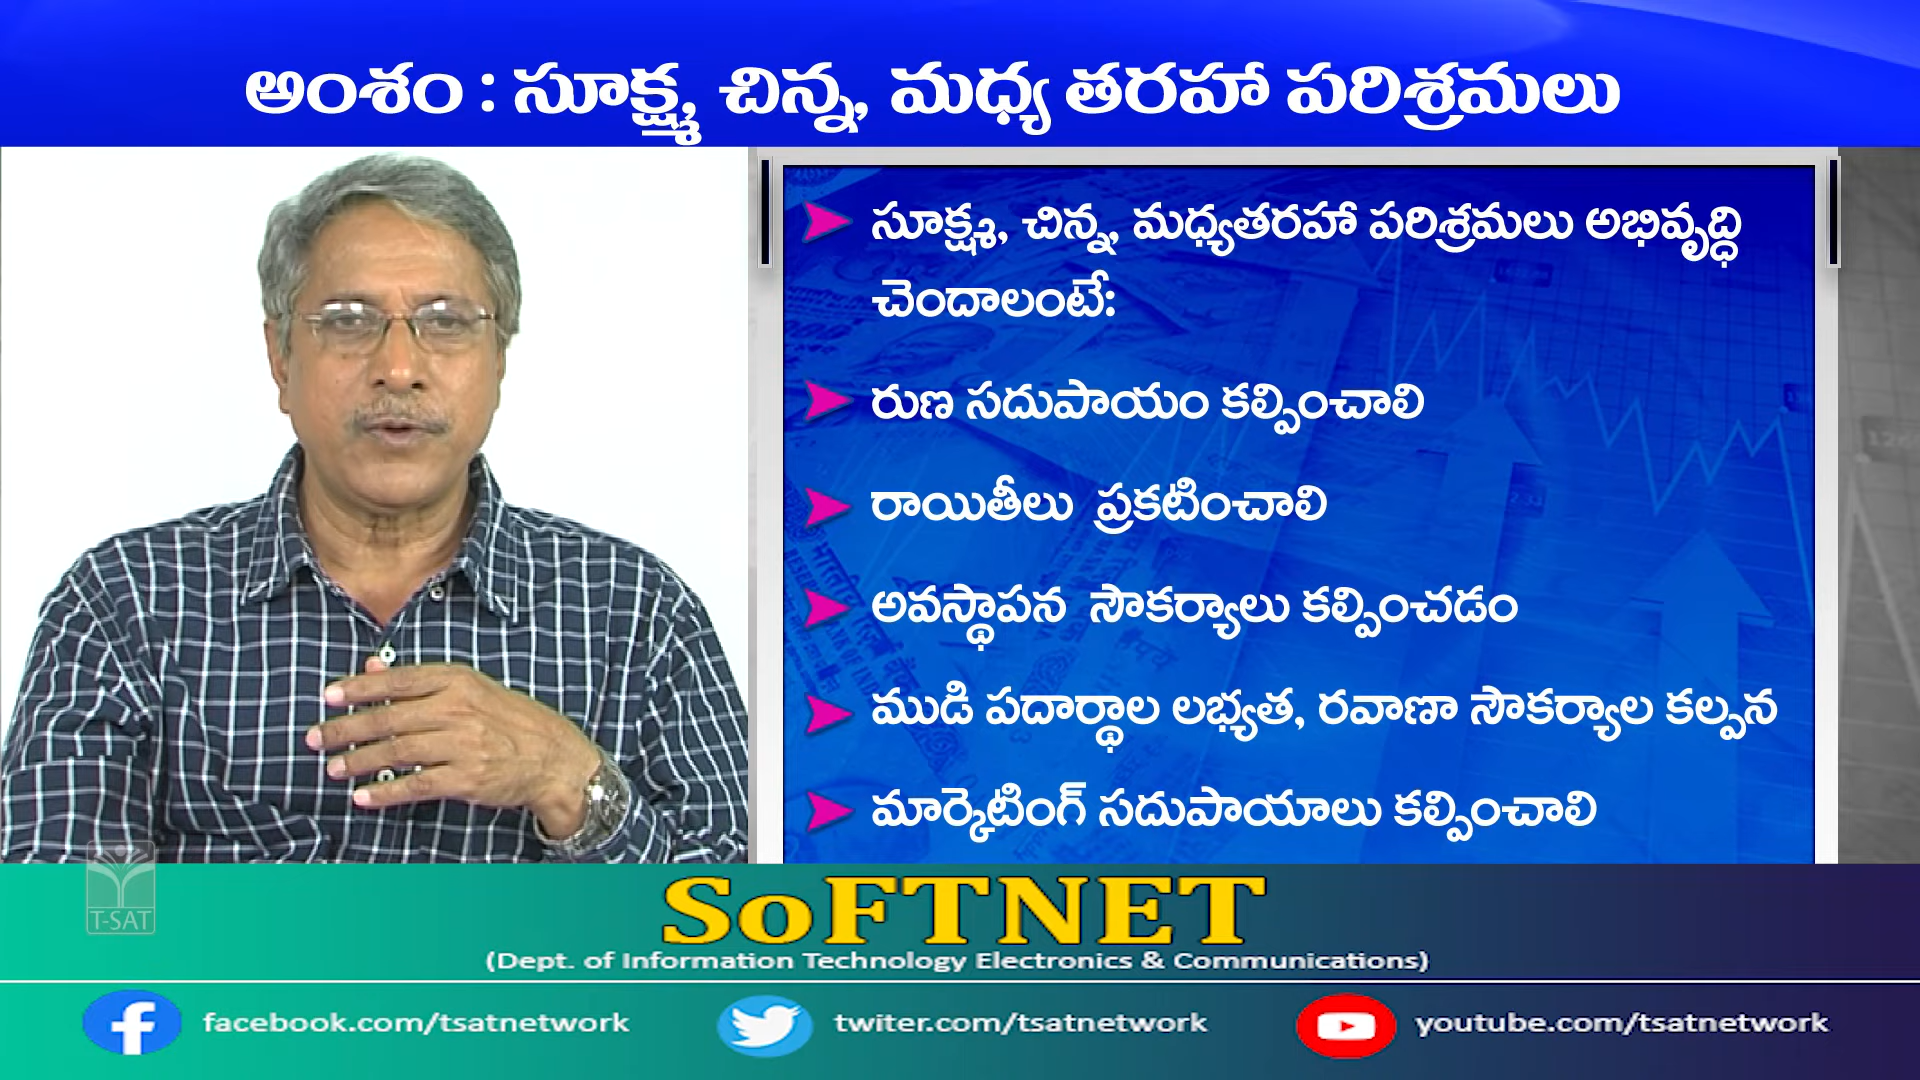 అంశం : సూక్ష్మ చిన్న, మధ్య తరహా పరిశ్రమలు
సూక్ష్మ, చిన్న, మధ్యతరహా పరిశ్రమలు అభివృద్ధి
చెందాలంటే:
రుణ సదుపాయం కల్పించాలి
రాయితీలు ప్రకటించాలి
అవస్థాపన సౌకర్యాలు కల్పించడం
ముడి పదార్థాల లభ్యత, రవాణా సౌకర్యాల కల్పన
మార్కెటింగ్ సదుపాయాలు కల్పించాలి
T-SAT
SoFTNET
(Dept. of Information Technology Electronics & Communications)
facebook.com/tsatnetwork
twiter.com/tsatnetwork
youtube.com/tsatnetwork